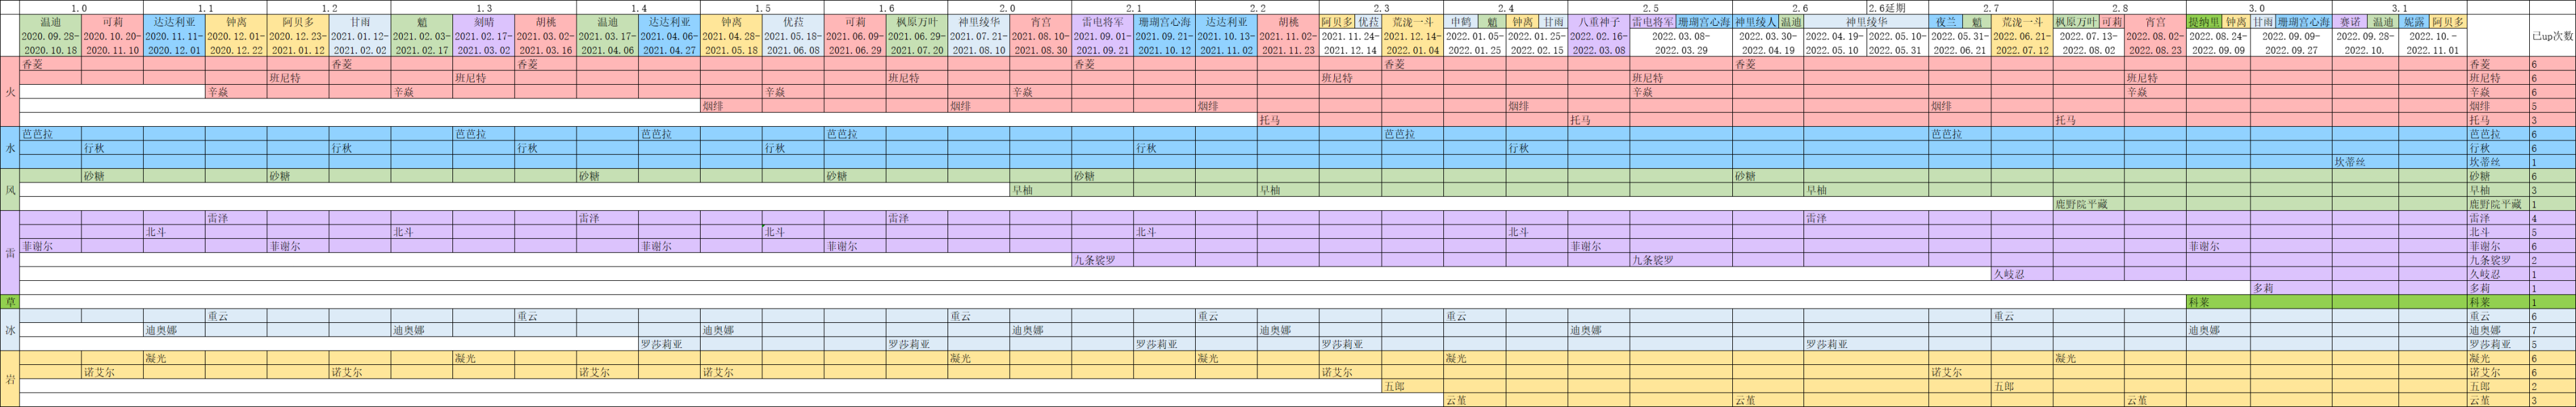 1.0 1.1 1.2 1.3 1.4 1.5 1.6 2.0 2.1 2.2 2.3 2.4 2.5 2.6 2.6延期 2.7 2.8 3.0 3.1
温迪 可莉 达达利亚 钟离 阿贝多 甘雨 魈 刻晴 胡桃 温迪 达达利亚 钟离 优菈 可莉 枫原万叶 神里绫华 宵宫 雷电将军 珊瑚宫心海 达达利亚 胡桃 阿贝多 优菈 荒泷一斗 申鹤 魈 钟离 甘雨 八重神子 雷电将军 珊瑚宫心海 神里绫人 温迪 神里绫华 夜兰 魈 荒泷一斗 枫原万叶 可莉 宵宫 提纳里 钟离 甘雨 珊瑚宫心海 赛诺 温迪 妮露 阿贝多
2020.09.28- 2020.10.20- 2020.11.11- 2020.12.01- 2020.12.23- 2021.01.12- 2021.02.03- 2021.02.17- 2021.03.02- 2021.03.17- 2021.04.06- 2021.04.28- 2021.05.18- 2021.06.09- 2021.06.29- 2021.07.21- 2021.08.10- 2021.09.01- 2021.09.21- 2021.10.13- 2021.11.02- 2021.11.24- 2021.12.14- 2022.01.05- 2022.01.25- 2022.02.16- 2022.03.08- 2022.03.30- 2022.04.19- 2022.05.10- 2022.05.31- 2022.06.21- 2022.07.13- 2022.08.02- 2022.08.24- 2022.09.09- 2022.09.28- 2022.10.- 已up次数
2020.10.18 2020.11.10 2020.12.01 2020.12.22 2021.01.12 2021.02.02 2021.02.17 2021.03.02 2021.03.16 2021.04.06 2021.04.27 2021.05.18 2021.06.08 2021.06.29 2021.07.20 2021.08.10 2021.08.30 2021.09.21 2021.10.12 2021.11.02 2021.11.23 2021.12.14 2022.01.04 2022.01.25 2022.02.15 2022.03.08 2022.03.29 2022.04.19 2022.05.10 2022.05.31 2022.06.21 2022.07.12 2022.08.02 2022.08.23 2022.09.09 2022.09.27 2022.10. 2022.11.01
香菱 香菱 香菱 香菱 香菱 香菱 香菱 6
班尼特 班尼特 班尼特 班尼特 班尼特 班尼特 班尼特 6
火 辛焱 辛焱 辛焱 辛焱 辛焱 辛焱 辛焱 6
烟绯 烟绯 烟绯 烟绯 烟绯 烟绯 5
托马 托马 托马 托马 3
芭芭拉 芭芭拉 芭芭拉 芭芭拉 芭芭拉 芭芭拉 芭芭拉 6
水 行秋 行秋 行秋 行秋 行秋 行秋 行秋 6
坎蒂丝 坎蒂丝 1
砂糖 砂糖 砂糖 砂糖 砂糖 砂糖 砂糖 6
风 早柚 早柚 早柚 早柚 3
鹿野院平藏 鹿野院平藏 1
雷泽 雷泽 雷泽 雷泽 雷泽 4
北斗 北斗 北斗 北斗 北斗 北斗 5
雷 菲谢尔 菲谢尔 菲谢尔 菲谢尔 菲谢尔 菲谢尔 菲谢尔 6
九条裟罗 九条裟罗 九条裟罗 2
久岐忍 久岐忍 1
多莉 多莉 1
草 科莱 科莱 1
重云 重云 重云 重云 重云 重云 重云 6
冰 迪奥娜 迪奥娜 迪奥娜 迪奥娜 迪奥娜 迪奥娜 迪奥娜 迪奥娜 7
罗莎莉亚 罗莎莉亚 罗莎莉亚 罗莎莉亚 罗莎莉亚 罗莎莉亚 5
凝光 凝光 凝光 凝光 凝光 凝光 凝光 6
岩 诺艾尔 诺艾尔 诺艾尔 诺艾尔 诺艾尔 诺艾尔 诺艾尔 6
五郎 五郎 五郎 2
云堇 云堇 云堇 云堇 3